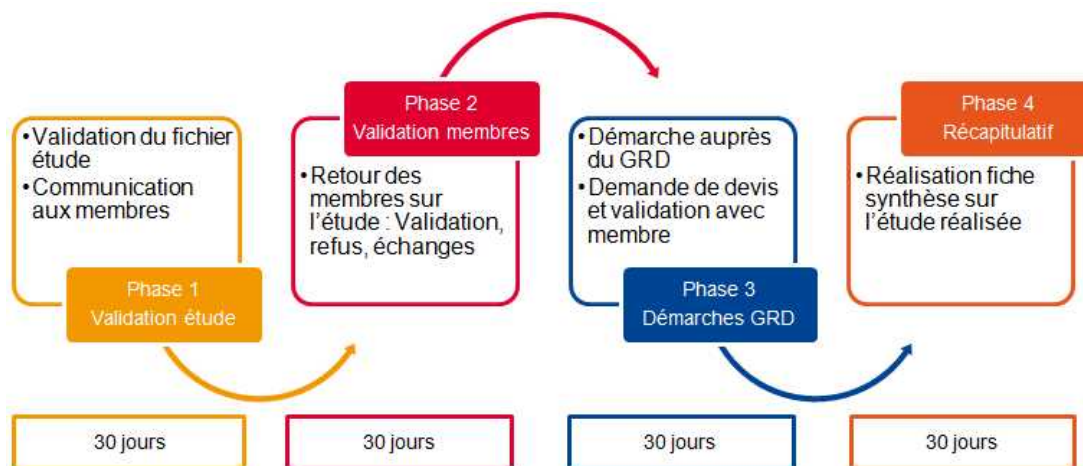 •Validation du fichier
étude
•Communication
aux membres
Phase 1
Validation étude
Phase 2
Validation membres
•Retour des
membres sur
l'étude : Validation,
refus, échanges
•Démarche auprès
du GRD
•Demande de devis
et validation avec
membre
Phase 3
Démarches GRD
Phase 4
Récapitulatif
•Réalisation fiche
synthèse sur
l'étude réalisée
30 jours
30 jours
30 jours
30 jours